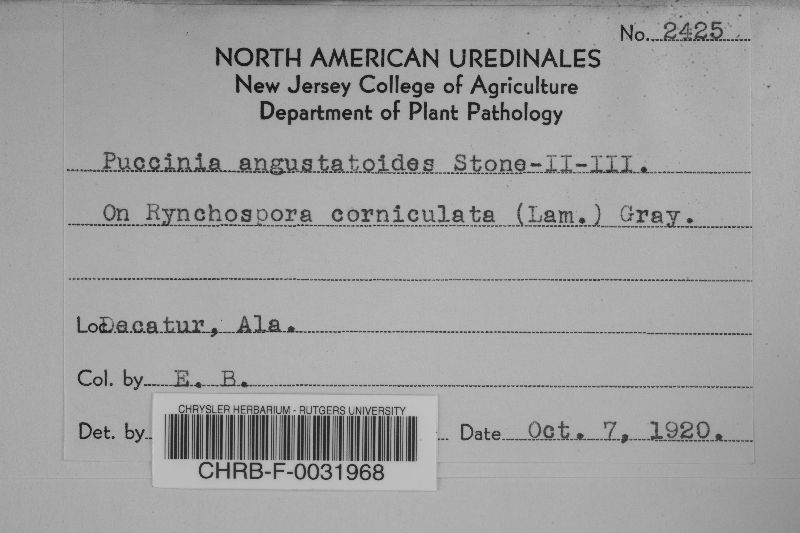 No. 2425
NORTH AMERICAN UREDINALES
New Jersey College of Agriculture
Department of Plant Pathology
Puccinia angustatoides Stone-II-III.
On Rynchospora corniculata (Lam.) Gray.
Loc Decatur, Ala.
Col. by E. B.
Det. by
Date Oct. 7, 1920.
CHRYSLER HERBARIUM - RUTGERS UNIVERSITY
CHRB-F-0031968